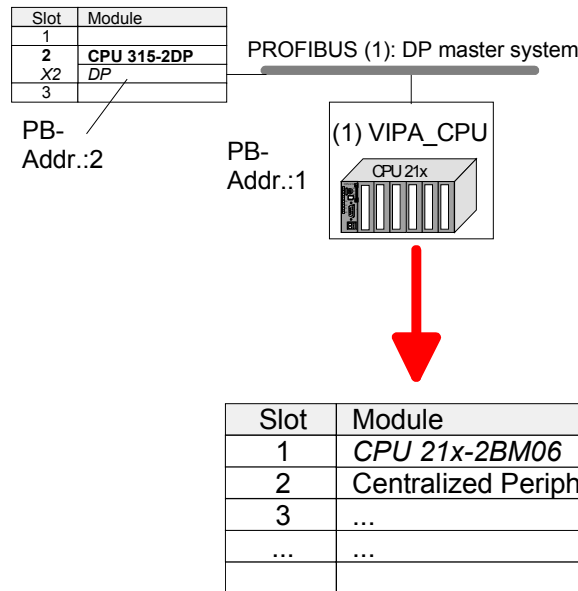 Slot Module
1
2 CPU 315-2DP
X2 DP
3
PROFIBUS (1): DP master system
PB-
Addr.:2
PB-
Addr.:1
(1) VIPA_CPU
CPU 21x
Slot Module
1 CPU 21x-2BM06
2 Centralized Periph
3 ...
... ...